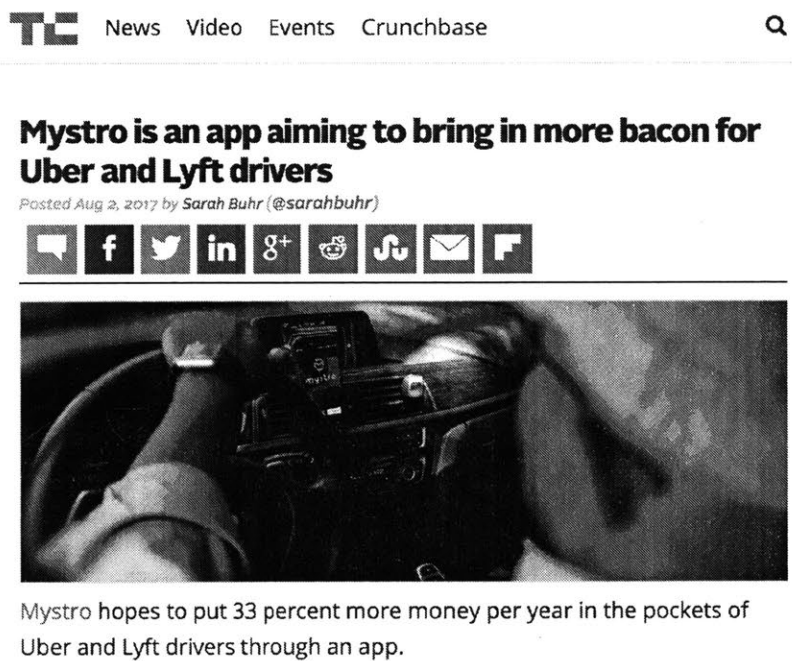 TC News Video Events Crunchbase
Mystro is an app aiming to bring in more bacon for
Uber and Lyft drivers
Posted Aug 2, 2017 by Sarah Buhr (@sarahbuhr)
f in g+
mystro
Mystro hopes to put 33 percent more money per year in the pockets of
Uber and Lyft drivers through an app.